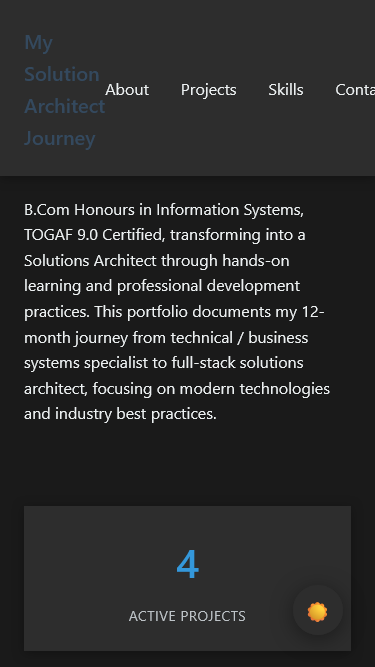 My
Solution
Architect
Journey
About Projects Skills Conta
B.Com Honours in Information Systems,
TOGAF 9.0 Certified, transforming into a
Solutions Architect through hands-on
learning and professional development
practices. This portfolio documents my 12-
month journey from technical / business
systems specialist to full-stack solutions
architect, focusing on modern technologies
and industry best practices.
4
ACTIVE PROJECTS